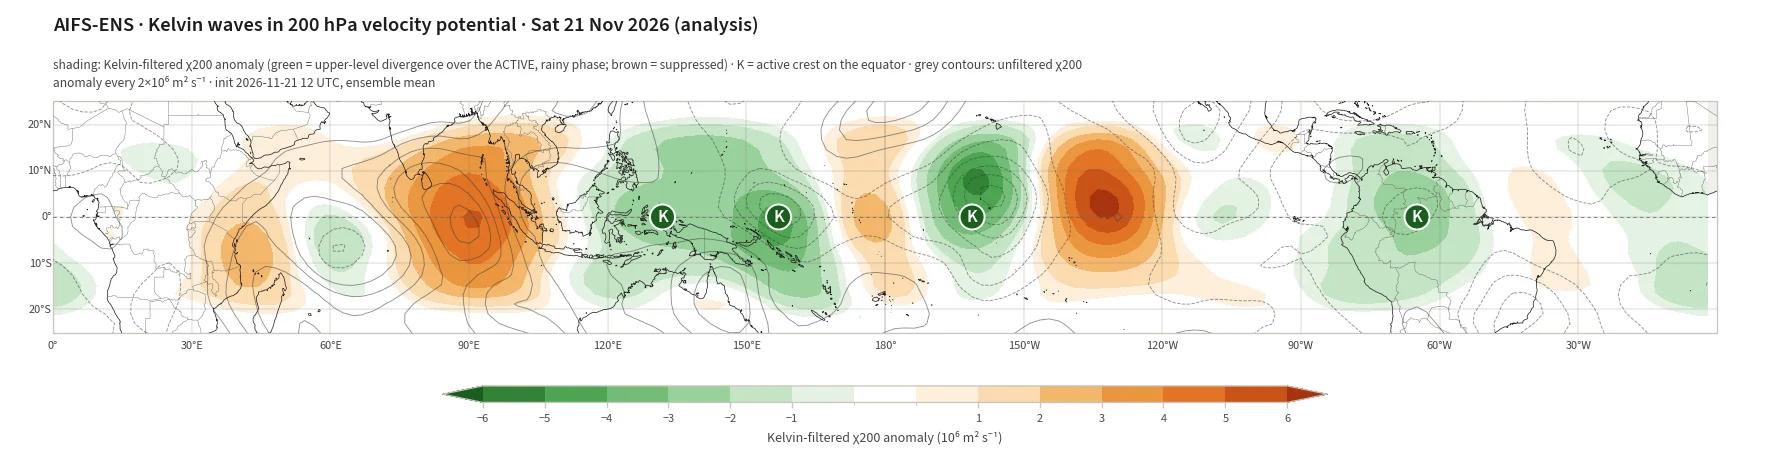 AIFS-ENS · Kelvin waves in 200 hPa velocity potential · Sat 21 Nov 2026 (analysis)
shading: Kelvin-filtered χ200 anomaly (green = upper-level divergence over the ACTIVE, rainy phase; brown = suppressed) · K = active crest on the equator · grey contours: unfiltered χ200
anomaly every 2×10⁶ m² s⁻¹ · init 2026-11-21 12 UTC, ensemble mean
20°N
10°N
0°
10°S
20°S
K K K K
0° 30°E 60°E 90°E 120°E 150°E 180° 150°W 120°W 90°W 60°W 30°W
−6 −5 −4 −3 −2 −1 1 2 3 4 5 6
Kelvin-filtered χ200 anomaly (10⁶ m² s⁻¹)